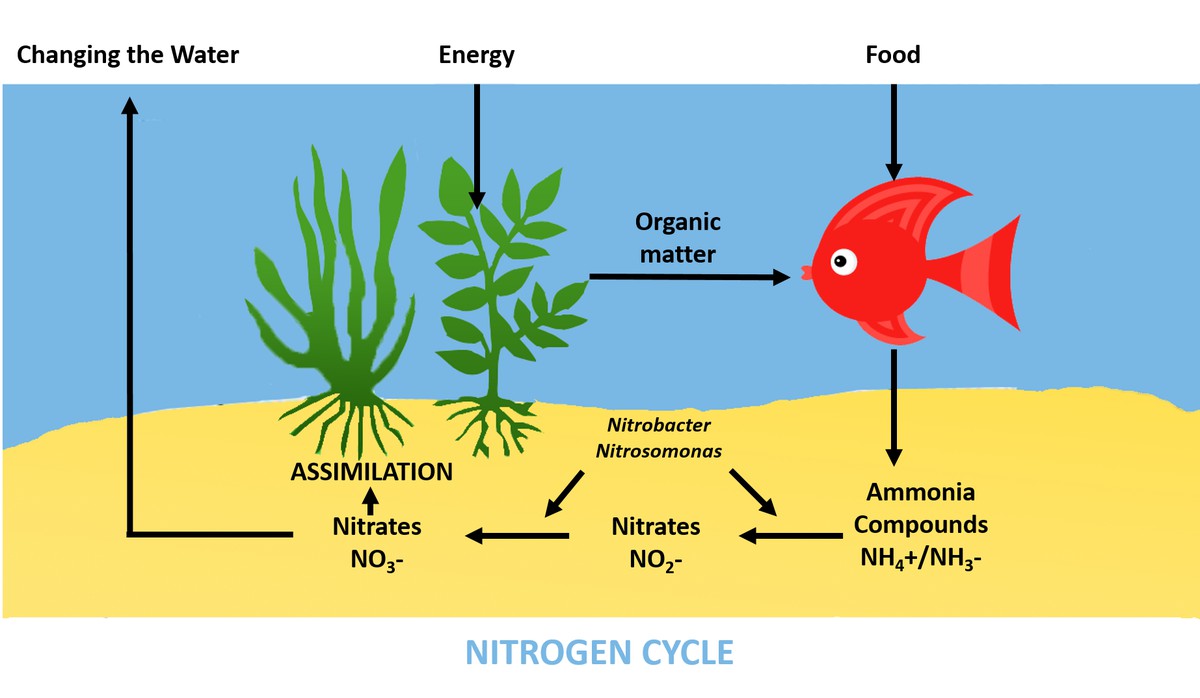 Changing the Water
Energy
Food
Organic
matter
Nitrobacter
Nitrosomonas
ASSIMILATION
Nitrates
NO₃-
Nitrates
NO₂-
Ammonia
Compounds
NH₄+/NH₃-
NITROGEN CYCLE